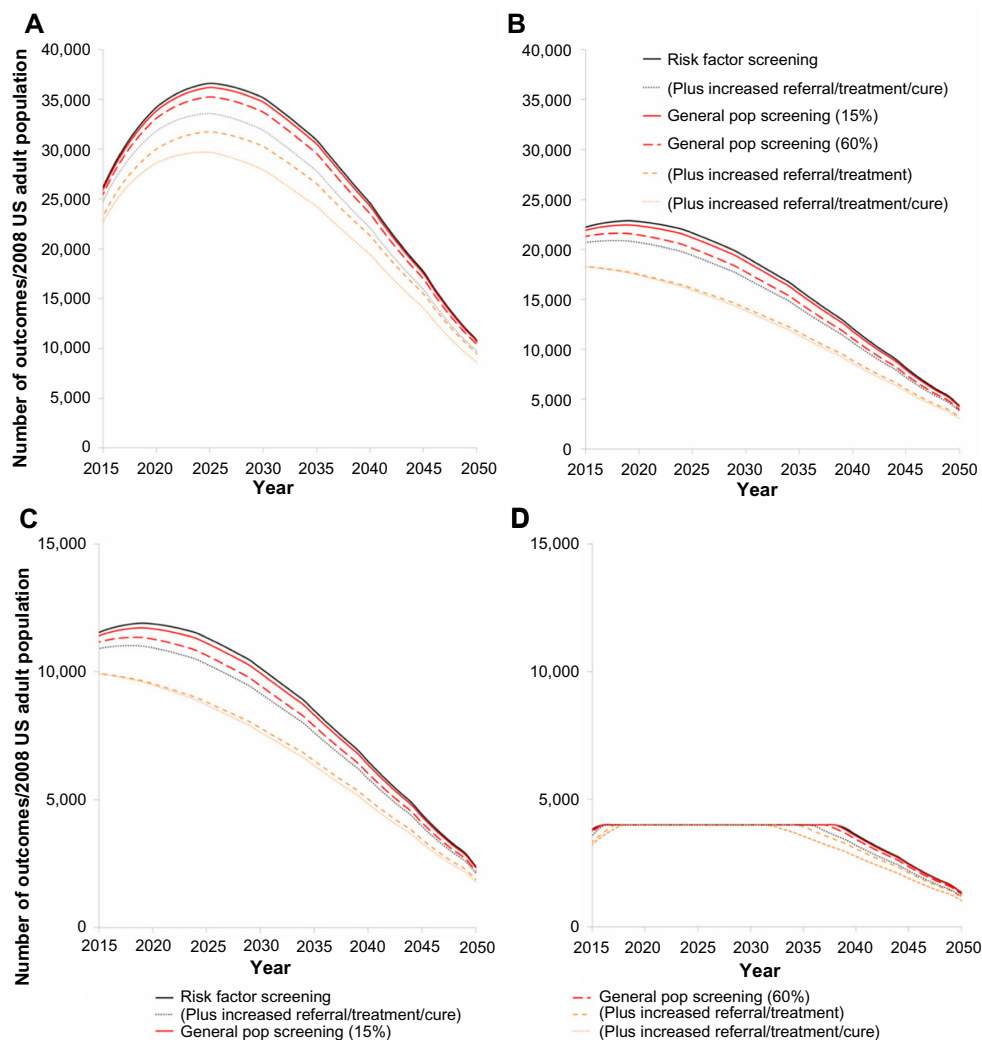 A
Number of outcomes/2008 US adult population
40,000
35,000
30,000
25,000
20,000
15,000
10,000
5,000
0
2015 2020 2025 2030 2035 2040 2045 2050
Year
B
40,000
35,000
30,000
25,000
20,000
15,000
10,000
5,000
0
Risk factor screening
(Plus increased referral/treatment/cure)
General pop screening (15%)
General pop screening (60%)
(Plus increased referral/treatment)
(Plus increased referral/treatment/cure)
2015 2020 2025 2030 2035 2040 2045 2050
Year
C
Number of outcomes/2008 US adult population
15,000
10,000
5,000
0
2015 2020 2025 2030 2035 2040 2045 2050
Year
D
15,000
10,000
5,000
0
2015 2020 2025 2030 2035 2040 2045 2050
Year
Risk factor screening
(Plus increased referral/treatment/cure)
General pop screening (15%)
General pop screening (60%)
(Plus increased referral/treatment)
(Plus increased referral/treatment/cure)